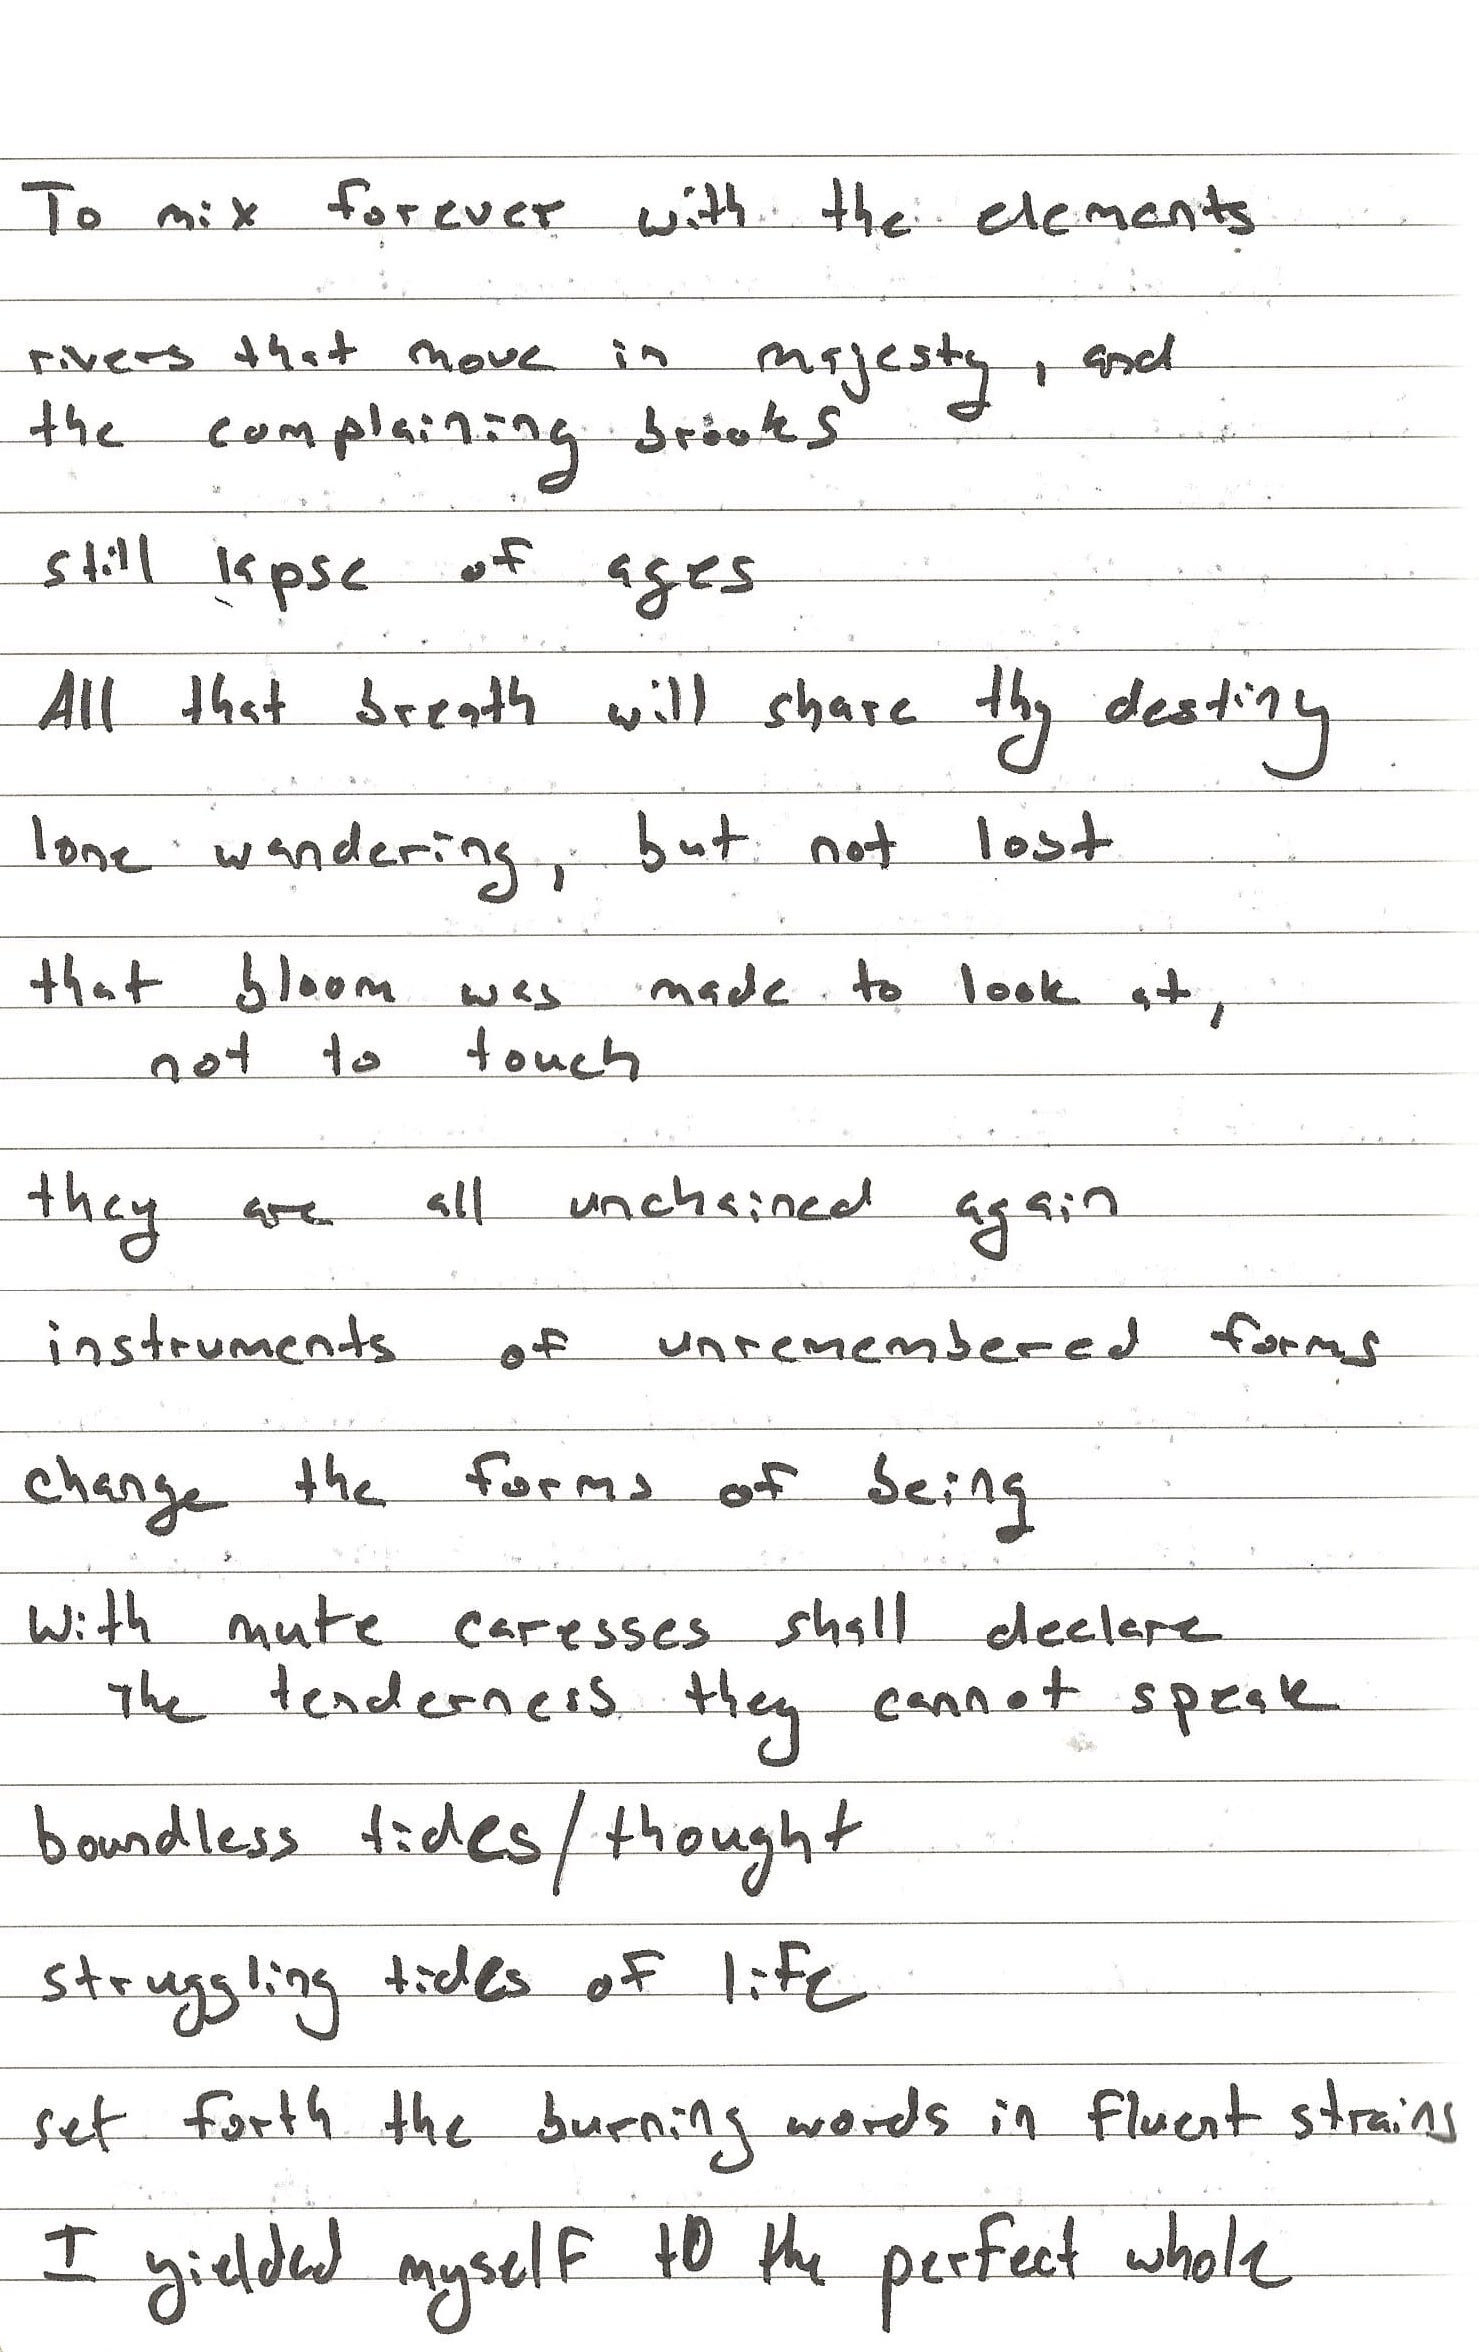 To mix forever with the elements
rivers that move in majesty, and
the complaining brooks
still lapse of ages
All that breath will share thy destiny
lone wandering, but not lost
that bloom was made to look at,
not to touch
they are all unchained again
instruments of unremembered forms
change the forms of being
With mute caresses shall declare
The tenderness they cannot speak
boundless tides/thought
struggling tides of life
set forth the burning words in fluent strains
I yielded myself to the perfect whole